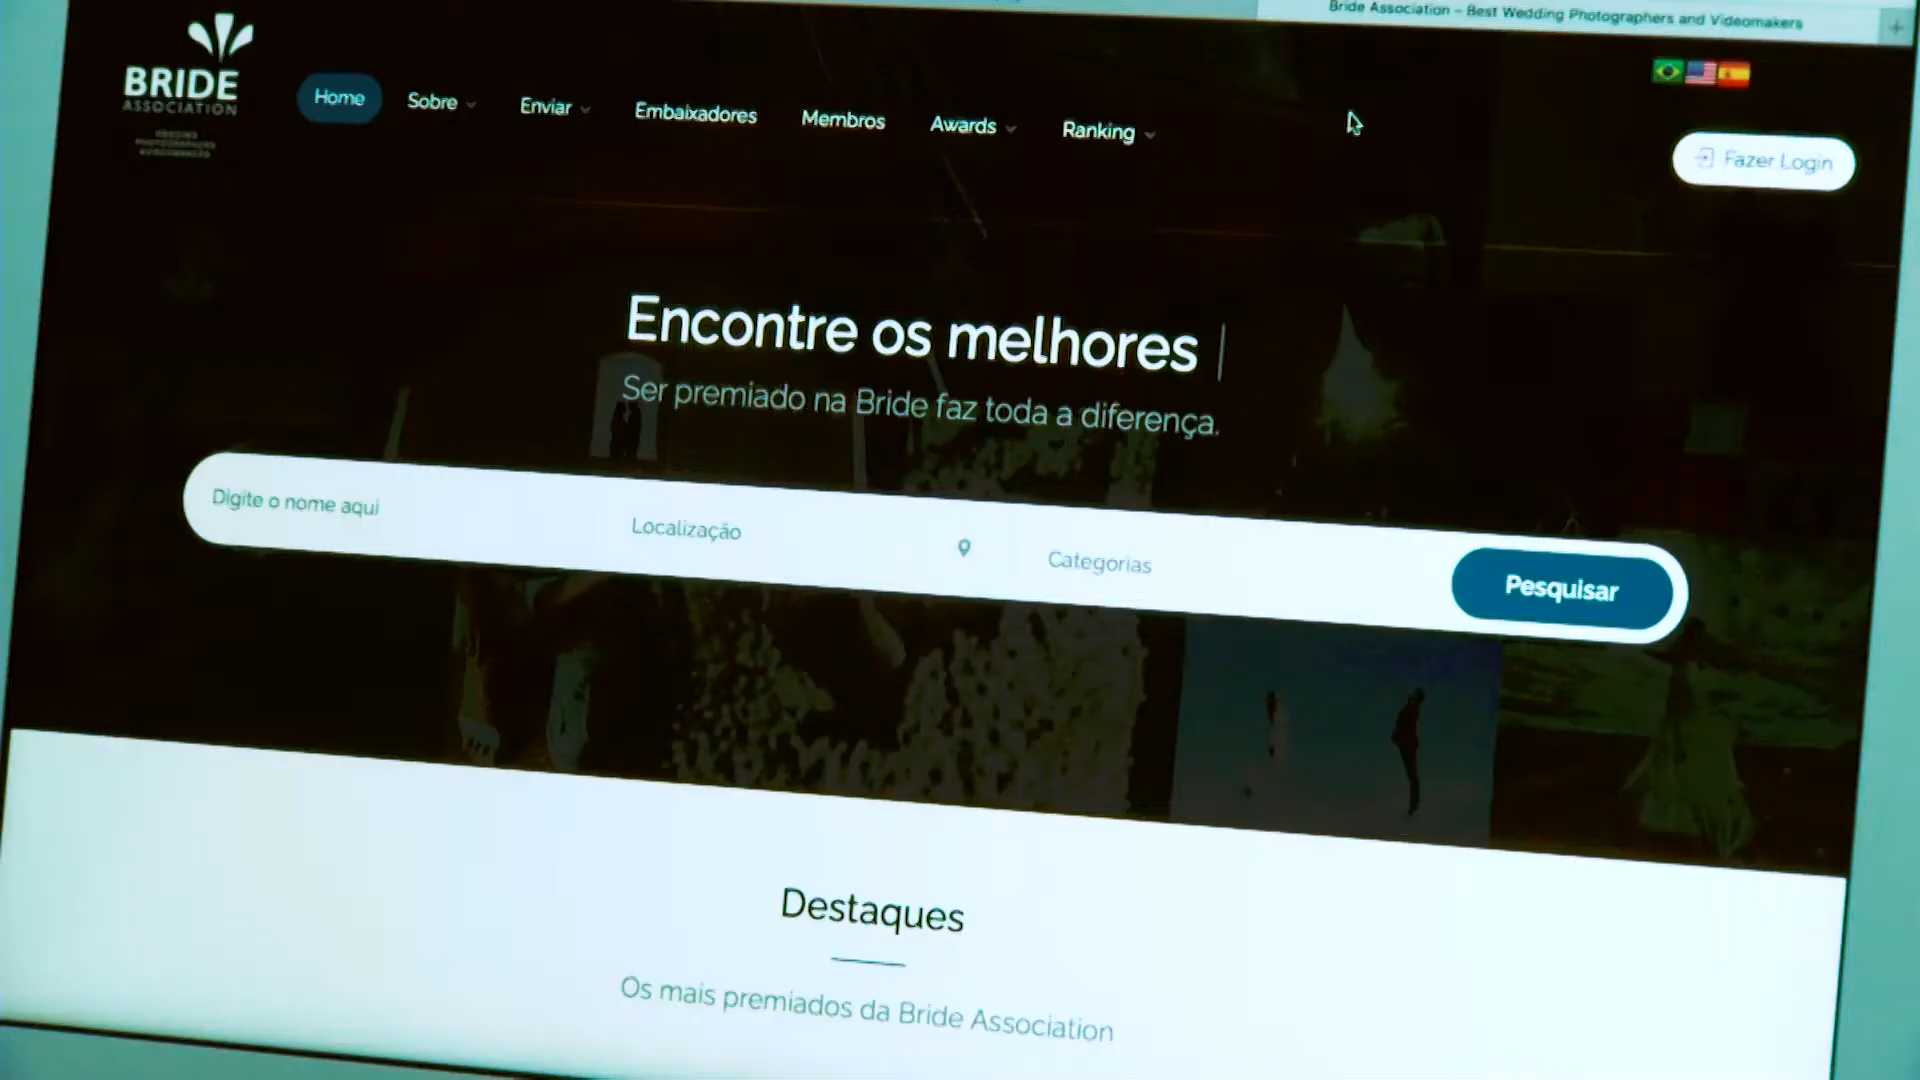 Bride Association – Best Wedding Photographers and Videomakers
BRIDE
ASSOCIATION
Home
Sobre
Enviar
Embaixadores
Membros
Awards
Ranking
Fazer Login
Encontre os melhores
Ser premiado na Bride faz toda a diferença.
Digite o nome aqui
Localização
Categorias
Pesquisar
Destaques
Os mais premiados da Bride Association